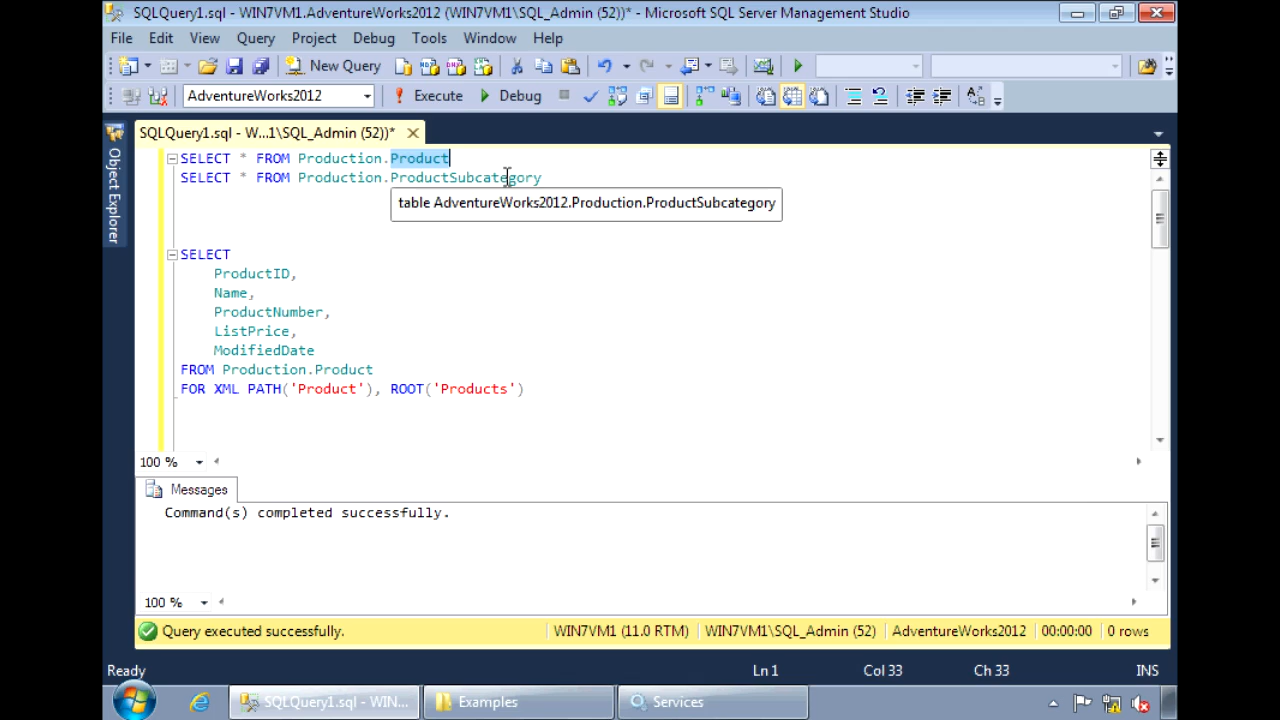 SQLQuery1.sql - WIN7VM1.AdventureWorks2012 (WIN7VM1\SQL_Admin (52))* - Microsoft SQL Server Management Studio
File Edit View Query Project Debug Tools Window Help
New Query
AdventureWorks2012 Execute Debug
SQLQuery1.sql - W...1\SQL_Admin (52))*
Object Explorer
SELECT * FROM Production.Product
SELECT * FROM Production.ProductSubcategory
table AdventureWorks2012.Production.ProductSubcategory
SELECT
ProductID,
Name,
ProductNumber,
ListPrice,
ModifiedDate
FROM Production.Product
FOR XML PATH('Product'), ROOT('Products')
100 %
Messages
Command(s) completed successfully.
100 %
Query executed successfully. WIN7VM1 (11.0 RTM) WIN7VM1\SQL_Admin (52) AdventureWorks2012 00:00:00 0 rows
Ready Ln 1 Col 33 Ch 33 INS
SQLQuery1.sql - WIN... Examples Services